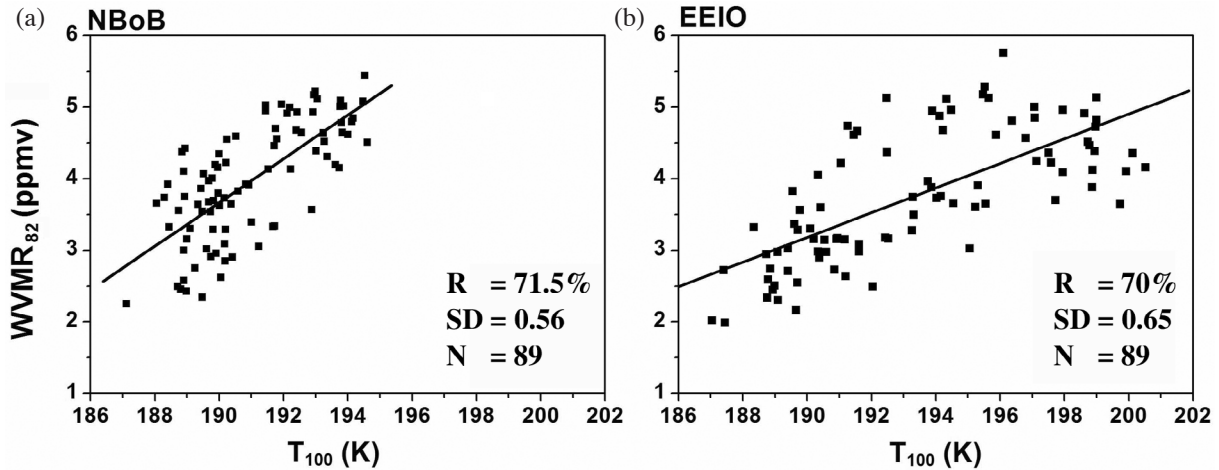 (a) NBoB
6
5
4
3
2
1
WVMR82 (ppmv)
R = 71.5%
SD = 0.56
N = 89
186 188 190 192 194 196 198 200 202
T100 (K)
(b) EEIO
6
5
4
3
2
1
R = 70%
SD = 0.65
N = 89
186 188 190 192 194 196 198 200 202
T100 (K)